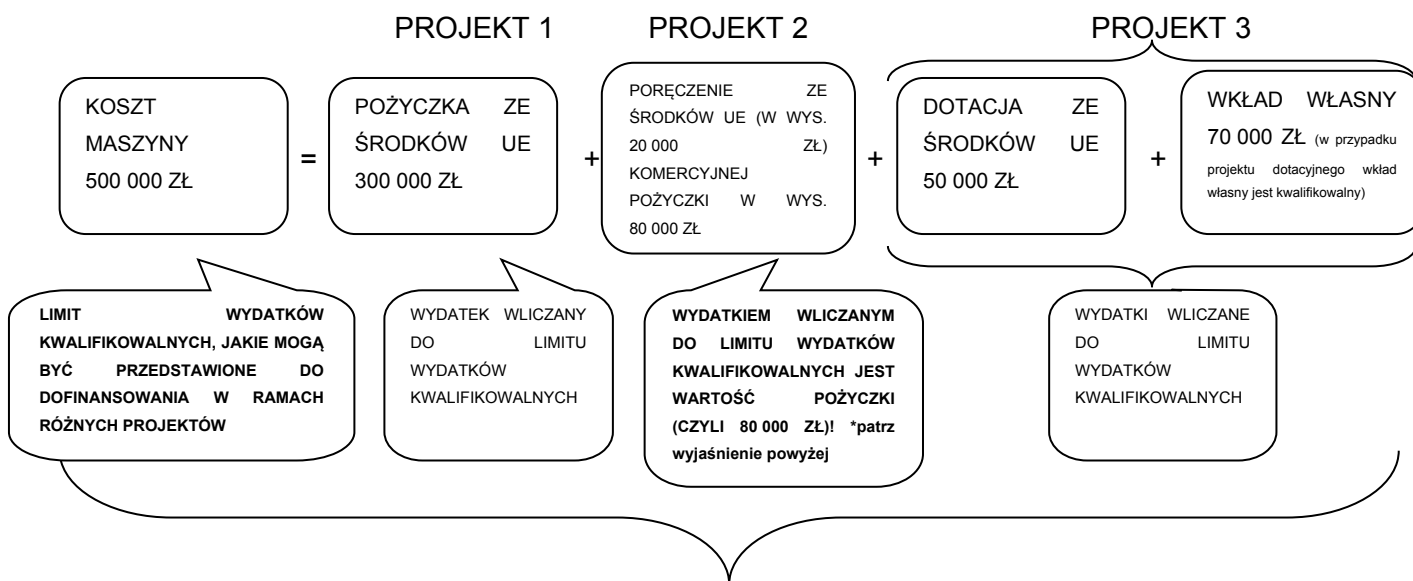 PROJEKT 1
PROJEKT 2
PROJEKT 3
KOSZT
MASZYNY
500 000 ZŁ
=
POŻYCZKA ZE
ŚRODKÓW UE
300 000 ZŁ
+
PORĘCZENIE ZE
ŚRODKÓW UE (W WYS.
20 000 ZŁ)
KOMERCYJNEJ
POŻYCZKI W WYS.
80 000 ZŁ
+
DOTACJA ZE
ŚRODKÓW UE
50 000 ZŁ
+
WKŁAD WŁASNY
70 000 ZŁ (w przypadku
projektu dotacyjnego wkład
własny jest kwalifikowalny)
LIMIT WYDATKÓW
KWALIFIKOWALNYCH, JAKIE MOGĄ
BYĆ PRZEDSTAWIONE DO
DOFINANSOWANIA W RAMACH
RÓŻNYCH PROJEKTÓW
WYDATEK WLICZANY
DO LIMITU
WYDATKÓW
KWALIFIKOWALNYCH
WYDATKIEM WLICZANYM
DO LIMITU WYDATKÓW
KWALIFIKOWALNYCH JEST
WARTOŚĆ POŻYCZKI
(CZYLI 80 000 ZŁ)! *patrz
wyjaśnienie powyżej
WYDATKI WLICZANE
DO LIMITU
WYDATKÓW
KWALIFIKOWALNYCH